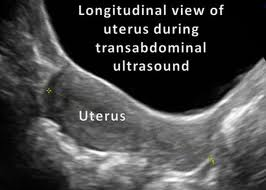 Longitudinal view of
uterus during
transabdominal
ultrasound
Uterus